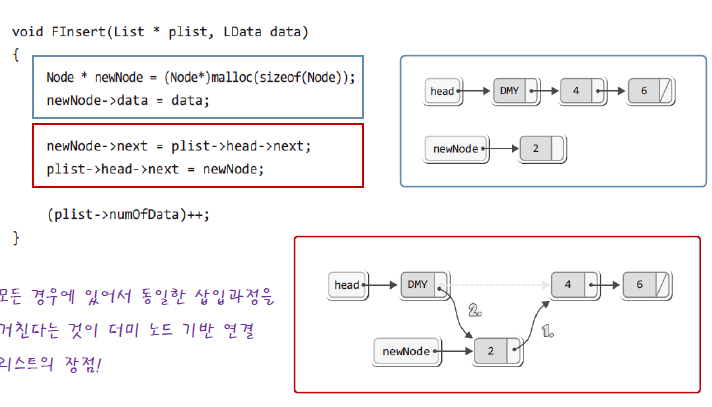 void FInsert(List * plist, LData data)
{
Node * newNode = (Node*)malloc(sizeof(Node));
newNode->data = data;
newNode->next = plist->head->next;
plist->head->next = newNode;
(plist->numOfData)++;
}
head DMY 4 6
newNode 2
모든 경우에 있어서 동일한 삽입과정을
거친다는 것이 더미 노드 기반 연결
리스트의 장점!
head DMY 4 6
2. 1.
newNode 2